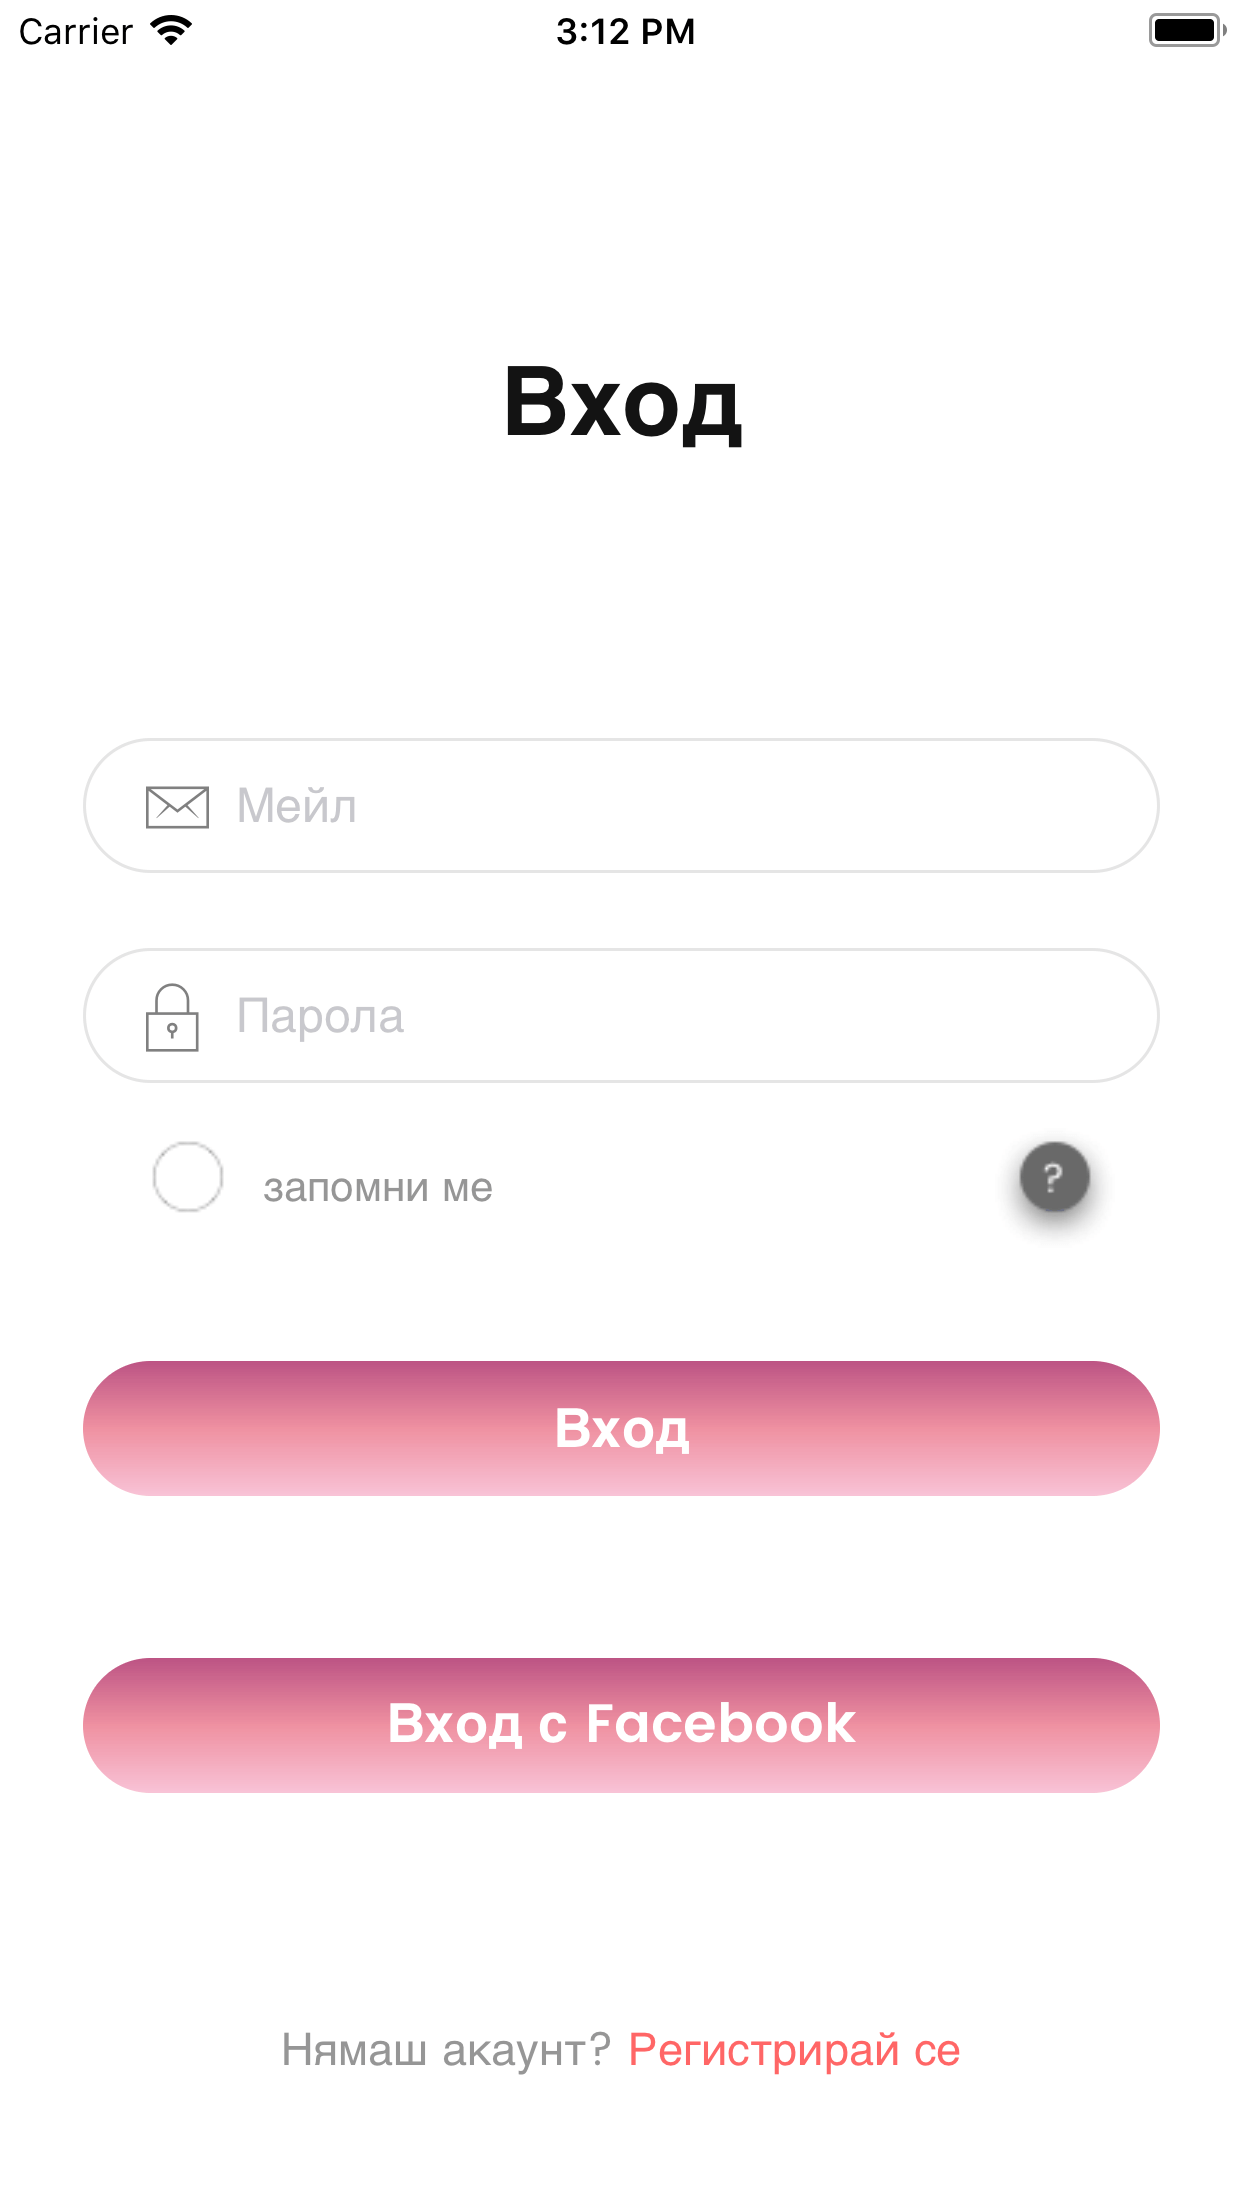 Carrier 3:12 PM
Вход
Мейл
Парола
запомни ме ?
Вход
Вход с Facebook
Нямаш акаунт? Регистрирай се